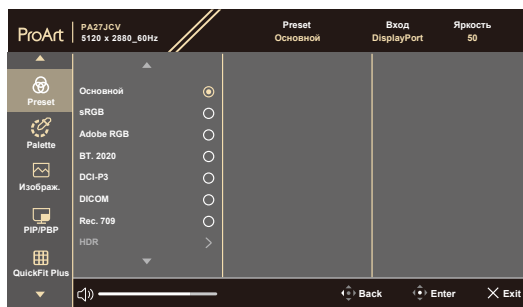 ProArt
PA27JCV
5120 x 2880_60Hz
Preset
Основной
Вход
DisplayPort
Яркость
50
Preset
Palette
Изображ.
PIP/PBP
QuickFit Plus
Основной
sRGB
Adobe RGB
BT. 2020
DCI-P3
DICOM
Rec. 709
HDR
Back
Enter
Exit